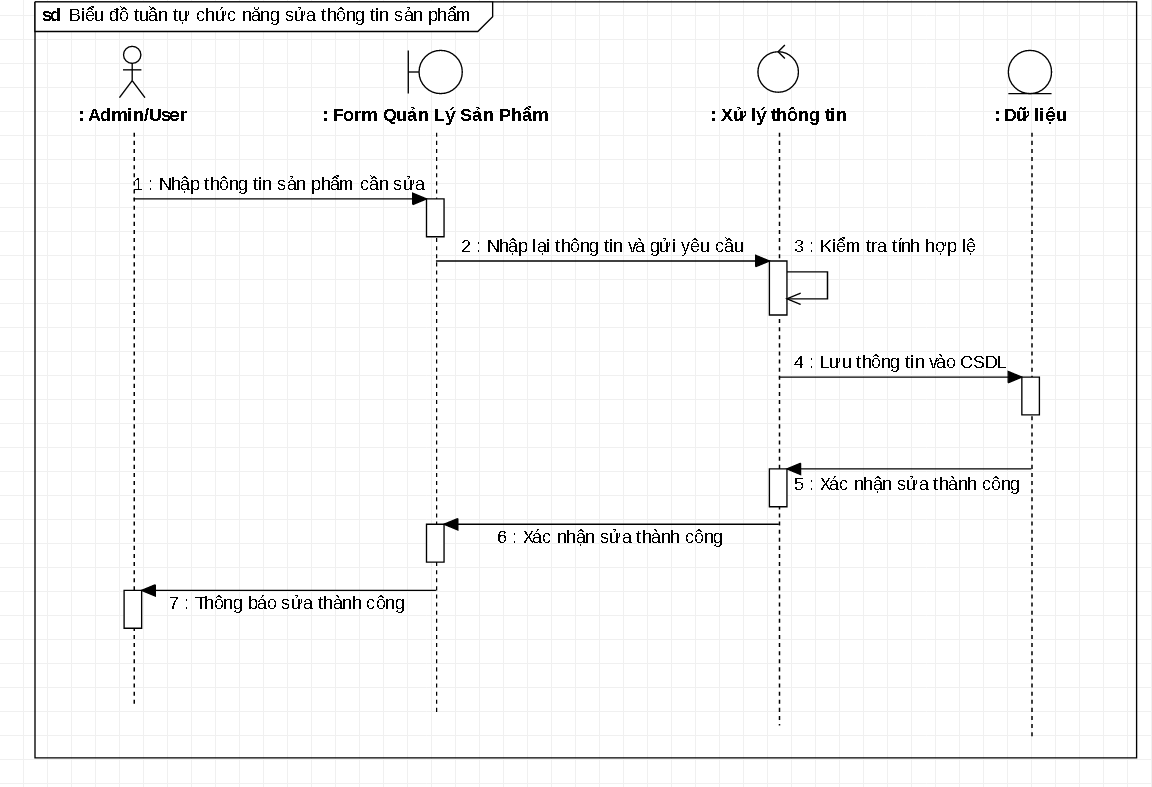 sd Biểu đồ tuần tự chức năng sửa thông tin sản phẩm
: Admin/User
: Form Quản Lý Sản Phẩm
: Xử lý thông tin
: Dữ liệu
1 : Nhập thông tin sản phẩm cần sửa
2 : Nhập lại thông tin và gửi yêu cầu
3 : Kiểm tra tính hợp lệ
4 : Lưu thông tin vào CSDL
5 : Xác nhận sửa thành công
6 : Xác nhận sửa thành công
7 : Thông báo sửa thành công